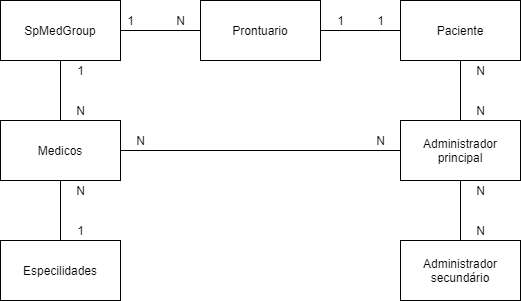 SpMedGroup
1
N
Prontuario
1
1
Paciente
1
N
N
N
Medicos
N
N
Administrador
principal
N
N
1
N
Especilidades
Administrador
secundário